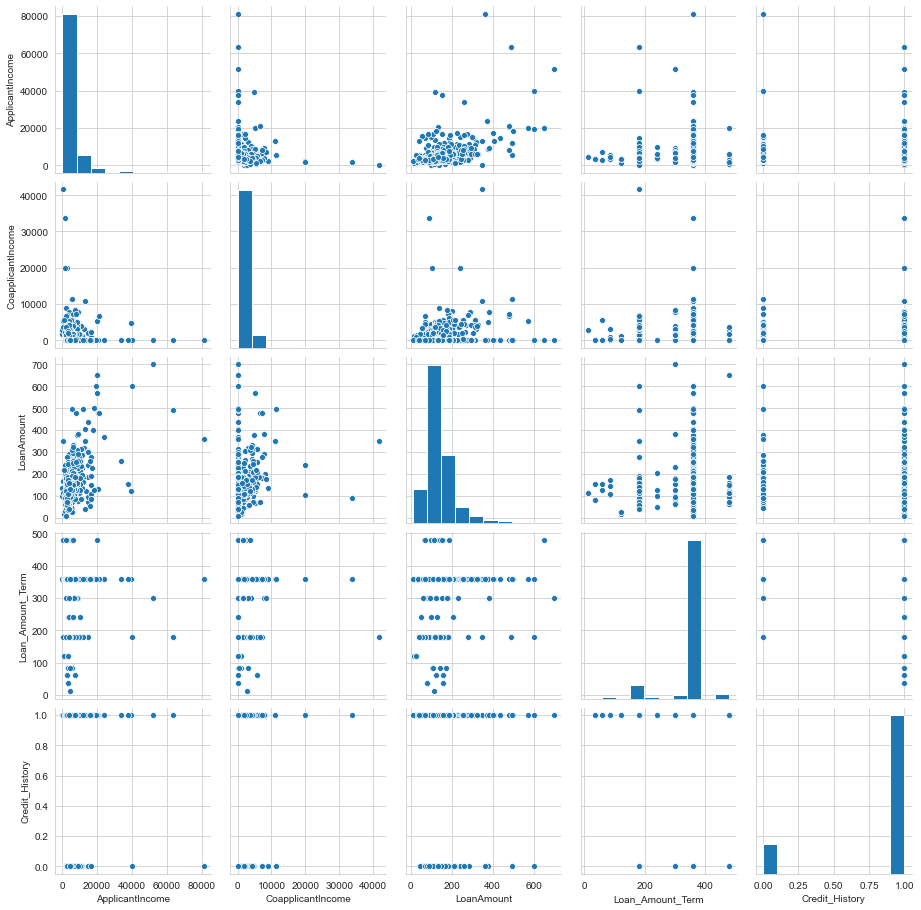 80000
60000
40000
20000
0
ApplicantIncome
40000
30000
20000
10000
0
CoapplicantIncome
700
600
500
400
300
200
100
0
LoanAmount
500
400
300
200
100
0
Loan_Amount_Term
1.0
0.8
0.6
0.4
0.2
0.0
Credit_History
0 20000 40000 60000 80000
ApplicantIncome
0 10000 20000 30000 40000
CoapplicantIncome
0 200 400 600
LoanAmount
0 200 400
Loan_Amount_Term
0.00 0.25 0.50 0.75 1.00
Credit_History